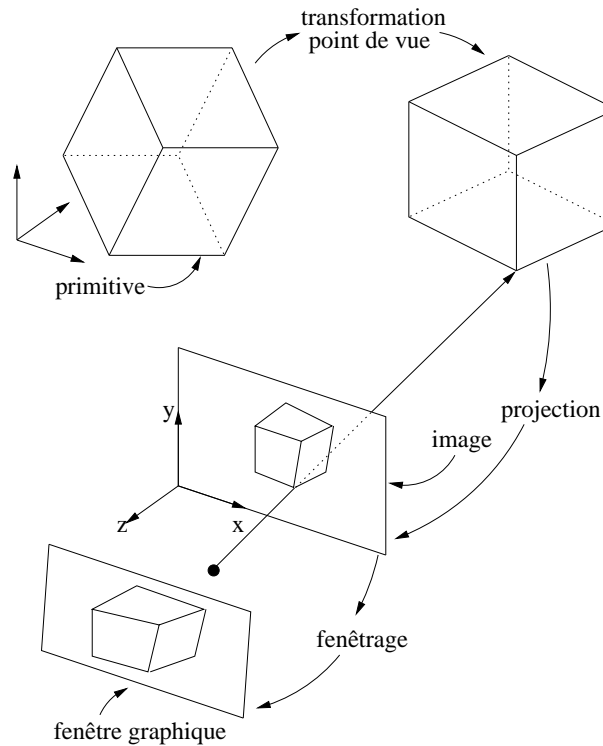 transformation
point de vue
primitive
y
projection
image
x
z
fenêtrage
fenêtre graphique